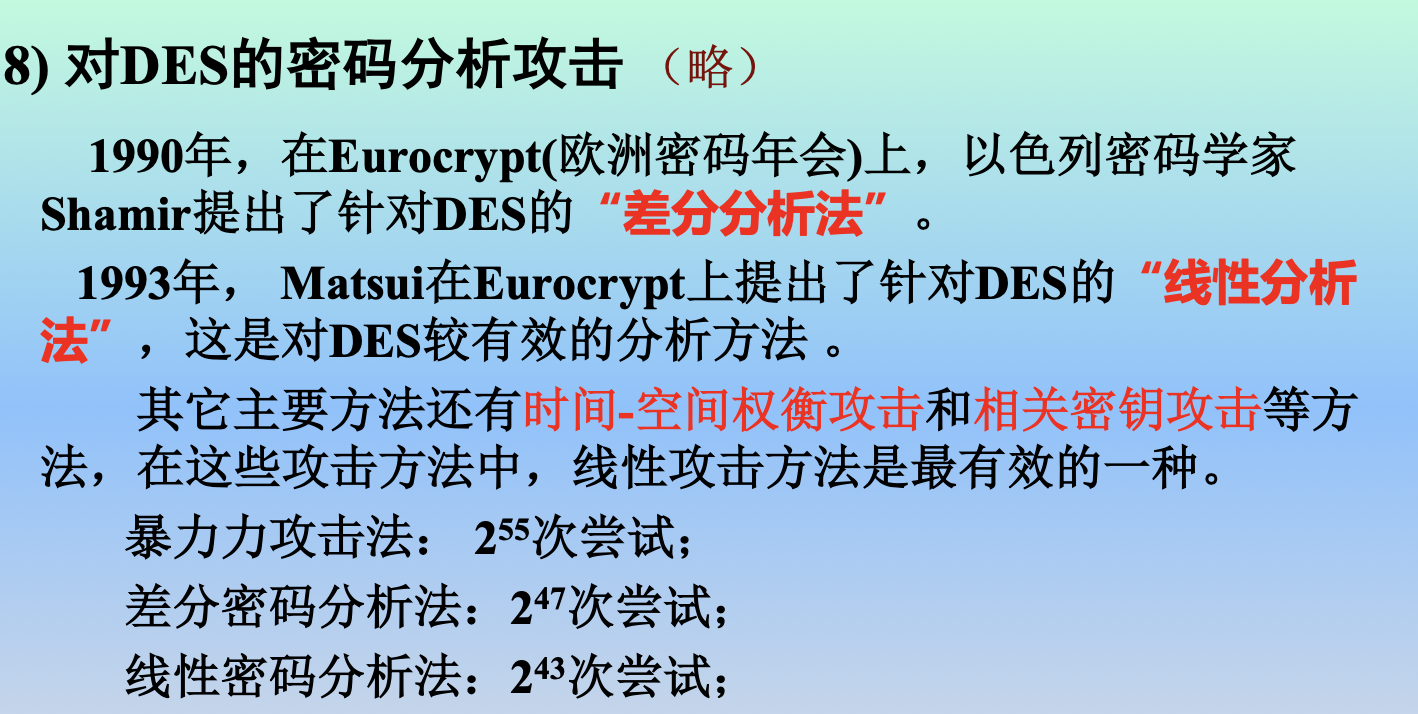 8) 对DES的密码分析攻击（略）
1990年，在Eurocrypt(欧洲密码年会)上，以色列密码学家
Shamir提出了针对DES的“差分分析法”。
1993年， Matsui在Eurocrypt上提出了针对DES的“线性分析
法”，这是对DES较有效的分析方法 。
其它主要方法还有时间-空间权衡攻击和相关密钥攻击等方
法，在这些攻击方法中，线性攻击方法是最有效的一种。
暴力力攻击法： 2⁵⁵次尝试；
差分密码分析法：2⁴⁷次尝试；
线性密码分析法：2⁴³次尝试；